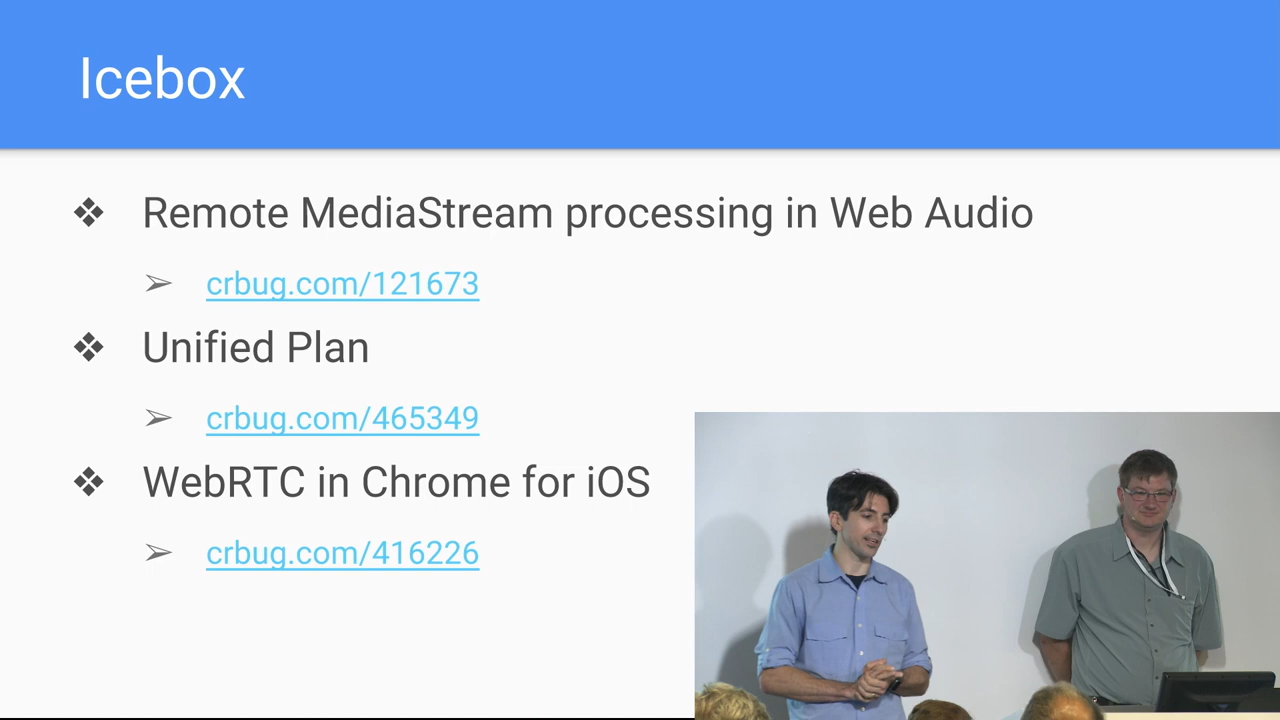 Icebox
❖ Remote MediaStream processing in Web Audio
➢ crbug.com/121673
❖ Unified Plan
➢ crbug.com/465349
❖ WebRTC in Chrome for iOS
➢ crbug.com/416226